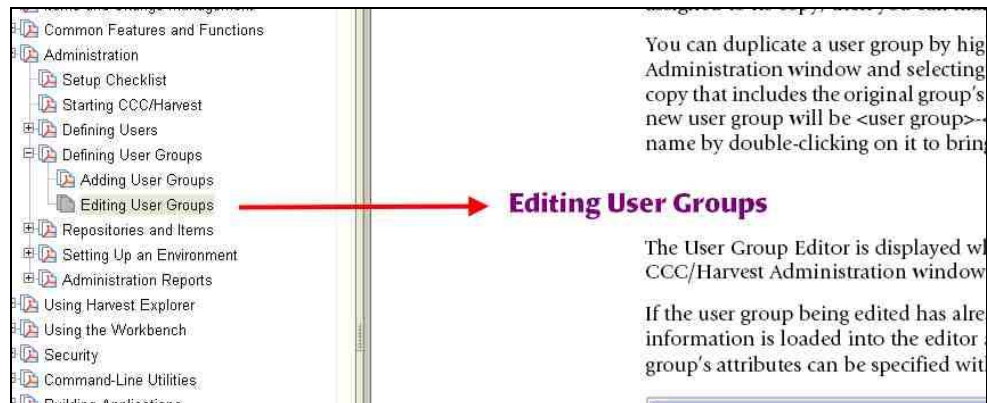 Common Features and Functions
Administration
Setup Checklist
Starting CCC/Harvest
Defining Users
Defining User Groups
Adding User Groups
Editing User Groups
Repositories and Items
Setting Up an Environment
Administration Reports
Using Harvest Explorer
Using the Workbench
Security
Command-Line Utilities
You can duplicate a user group by hig
Administration window and selecting
copy that includes the original group's
new user group will be <user group>-
name by double-clicking on it to bring
Editing User Groups
The User Group Editor is displayed wh
CCC/Harvest Administration window
If the user group being edited has alre
information is loaded into the editor
group's attributes can be specified wit